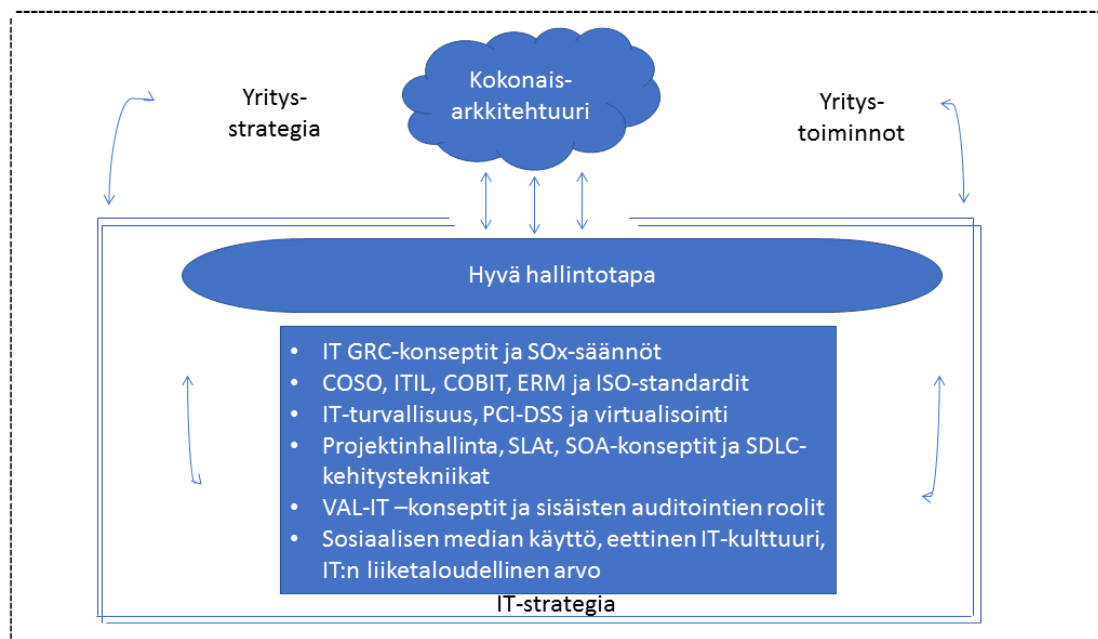 Kokonais-
arkkitehtuuri
Yritys-
strategia
Yritys-
toiminnot
Hyvä hallintotapa
• IT GRC-konseptit ja SOx-säännöt
• COSO, ITIL, COBIT, ERM ja ISO-standardit
• IT-turvallisuus, PCI-DSS ja virtualisointi
• Projektinhallinta, SLAt, SOA-konseptit ja SDLC-
kehitystekniikat
• VAL-IT –konseptit ja sisäisten auditointien roolit
• Sosiaalisen median käyttö, eettinen IT-kulttuuri,
IT:n liiketaloudellinen arvo
IT-strategia